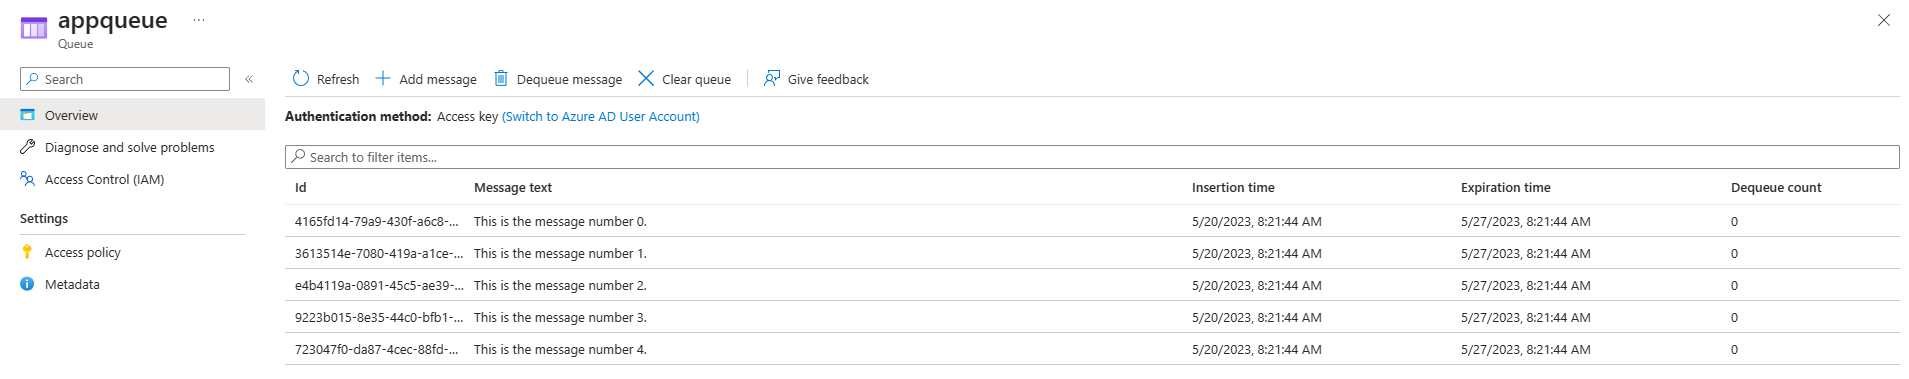 appqueue ...
Queue
Search «
Overview
Diagnose and solve problems
Access Control (IAM)
Settings
Access policy
Metadata
Refresh Add message Dequeue message Clear queue Give feedback
Authentication method: Access key (Switch to Azure AD User Account)
Search to filter items...
Id Message text Insertion time Expiration time Dequeue count
4165fd14-79a9-430f-a6c8-... This is the message number 0. 5/20/2023, 8:21:44 AM 5/27/2023, 8:21:44 AM 0
3613514e-7080-419a-a1ce-... This is the message number 1. 5/20/2023, 8:21:44 AM 5/27/2023, 8:21:44 AM 0
e4b4119a-0891-45c5-ae39-... This is the message number 2. 5/20/2023, 8:21:44 AM 5/27/2023, 8:21:44 AM 0
9223b015-8e35-44c0-bfb1-... This is the message number 3. 5/20/2023, 8:21:44 AM 5/27/2023, 8:21:44 AM 0
723047f0-da87-4cec-88fd-... This is the message number 4. 5/20/2023, 8:21:44 AM 5/27/2023, 8:21:44 AM 0